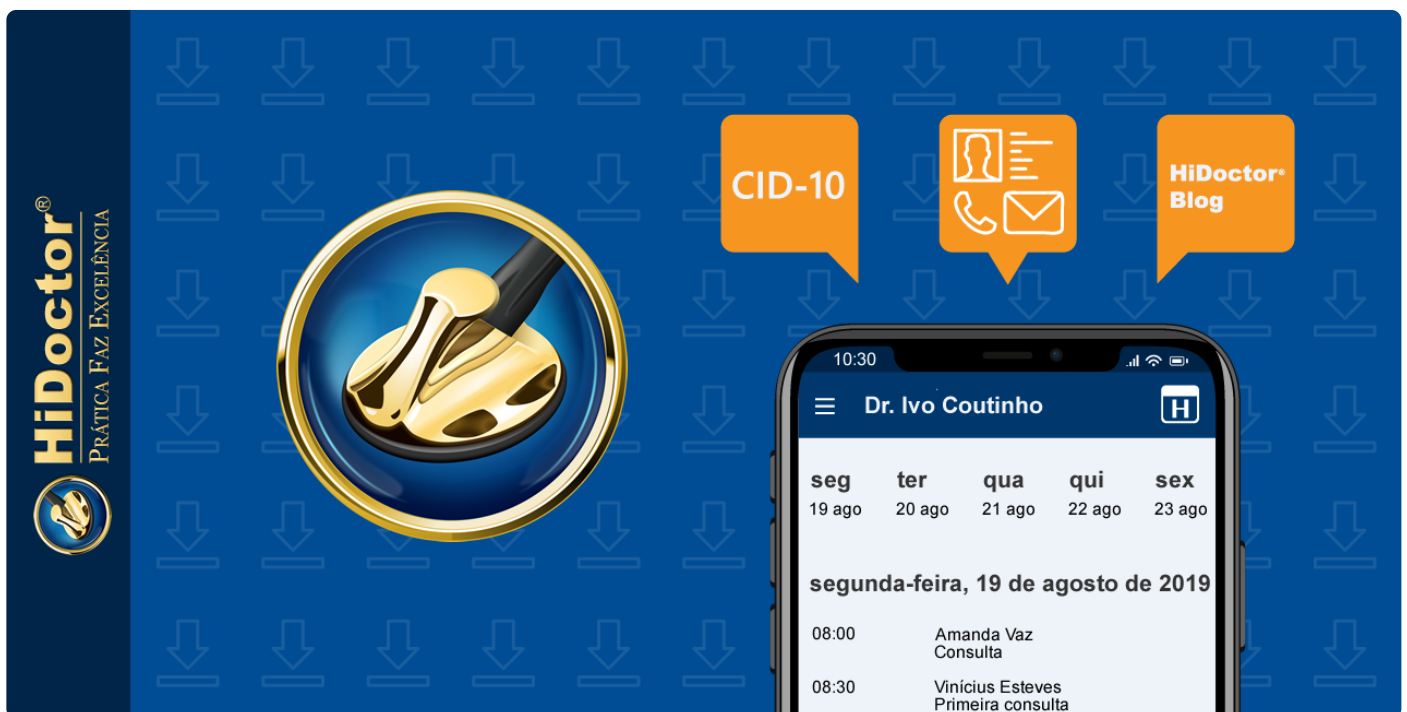 HiDoctor®
PRÁTICA FAZ EXCELÊNCIA
CID-10
HiDoctor®
Blog
10:30
Dr. Ivo Coutinho
H
seg ter qua qui sex
19 ago 20 ago 21 ago 22 ago 23 ago
segunda-feira, 19 de agosto de 2019
08:00 Amanda Vaz
Consulta
08:30 Vinícius Esteves
Primeira consulta